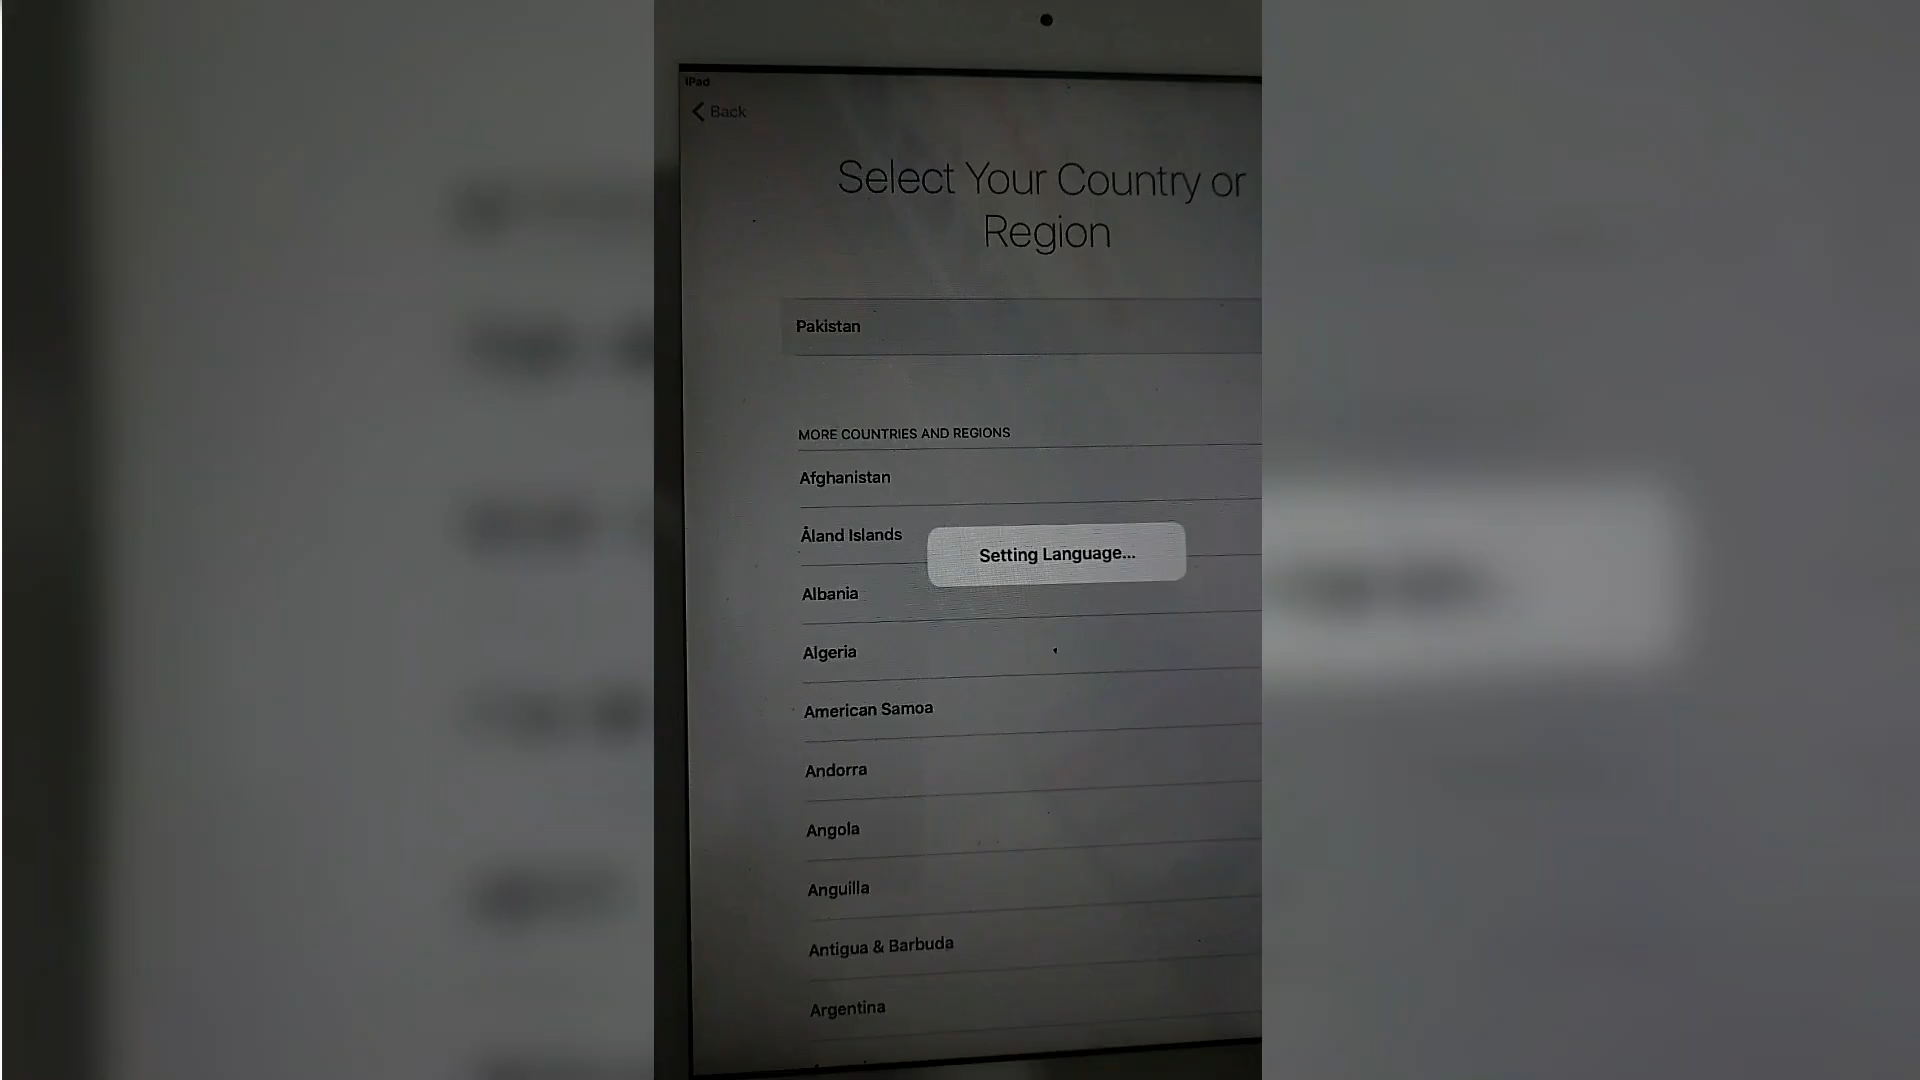 iPad
Back
Select Your Country or
Region
Pakistan
MORE COUNTRIES AND REGIONS
Afghanistan
Åland Islands
Setting Language...
Albania
Algeria
American Samoa
Andorra
Angola
Anguilla
Antigua & Barbuda
Argentina